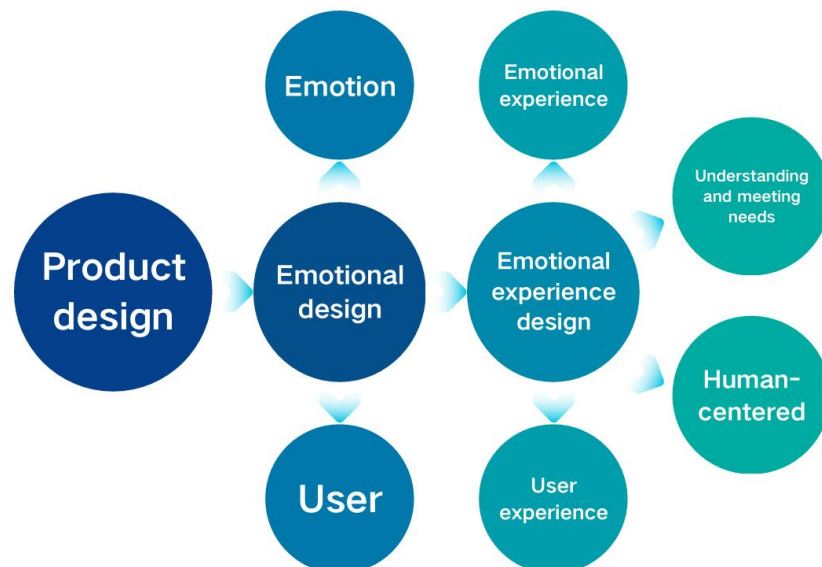 Emotion
Emotional
experience
Understanding
and meeting
needs
Product
design
Emotional
design
Emotional
experience
design
Human-
centered
User
User
experience